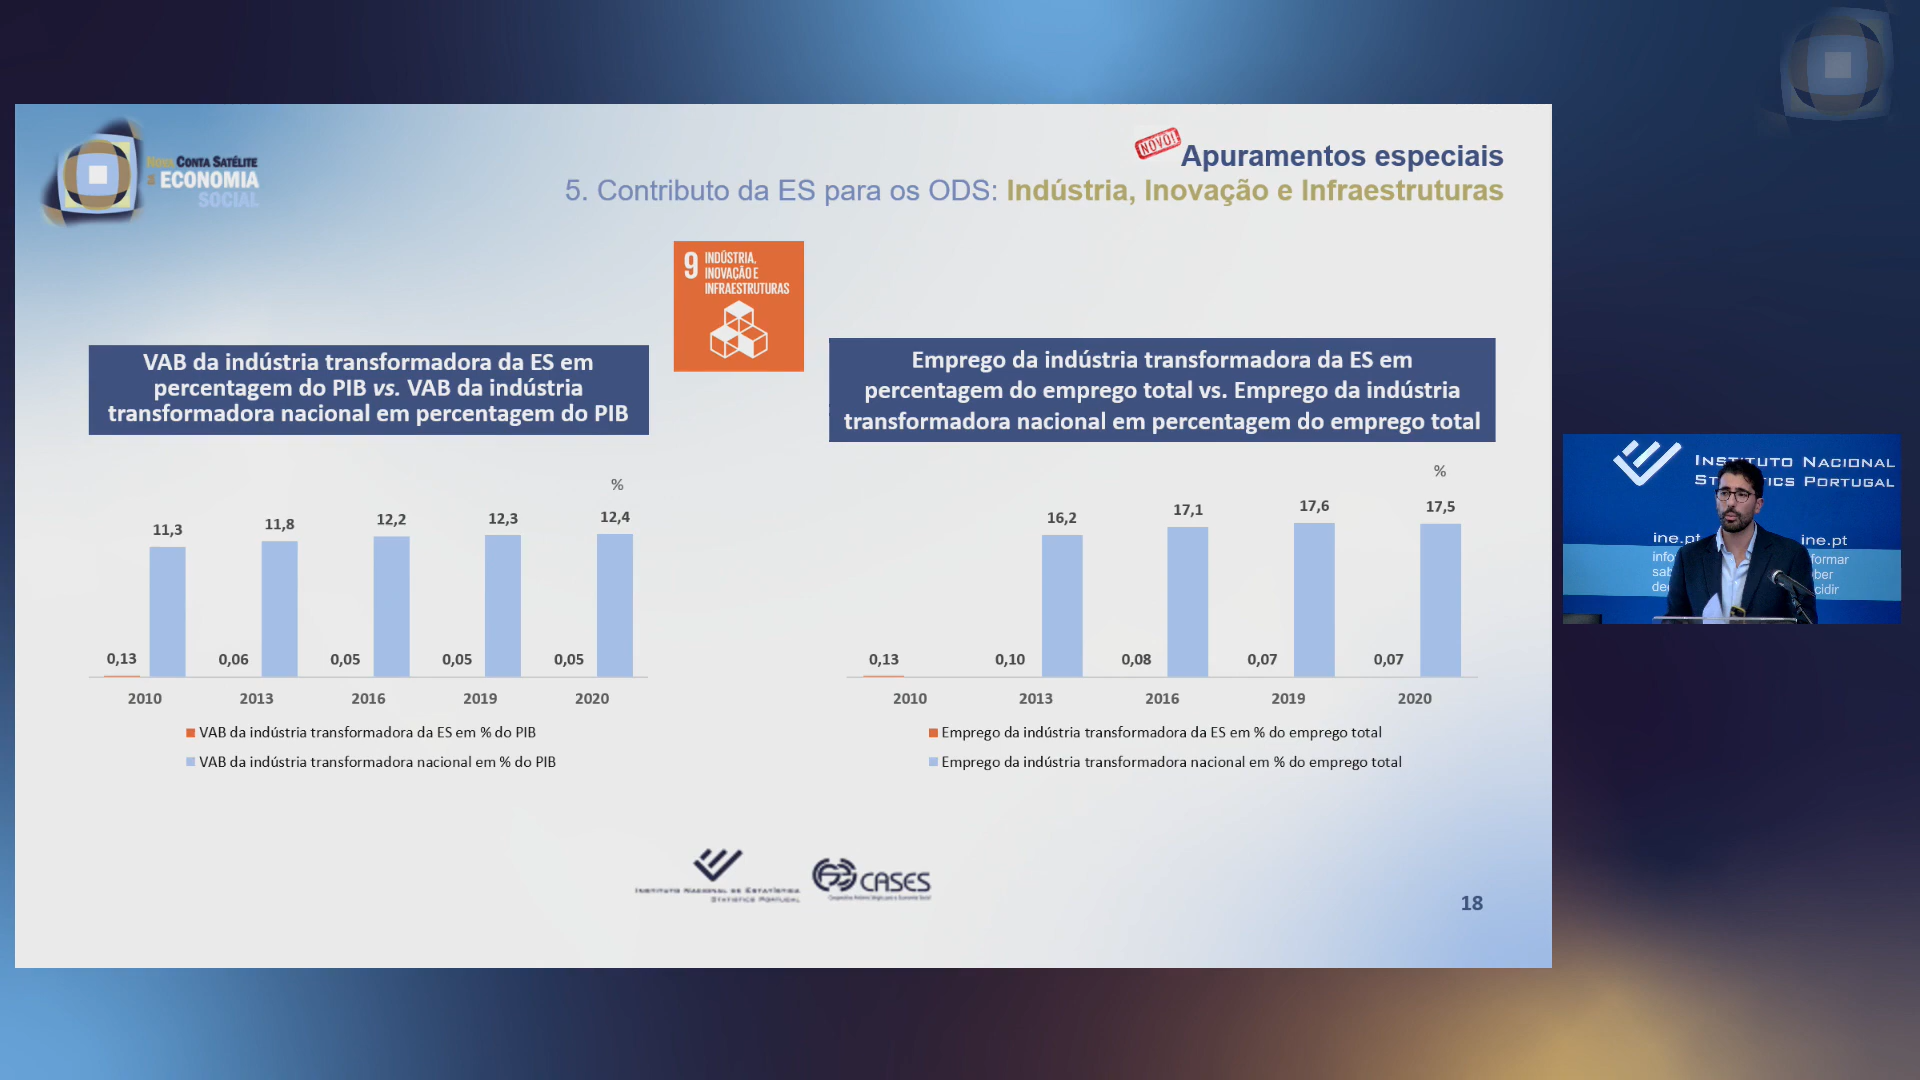 NOVA CONTA SATÉLITE
ECONOMIA
SOCIAL
NOVO!
Apuramentos especiais
5. Contributo da ES para os ODS: Indústria, Inovação e Infraestruturas
9 INDÚSTRIA,
INOVAÇÃO E
INFRAESTRUTURAS
VAB da indústria transformadora da ES em
percentagem do PIB vs. VAB da indústria
transformadora nacional em percentagem do PIB
%
11,3 11,8 12,2 12,3 12,4
0,13 0,06 0,05 0,05 0,05
2010 2013 2016 2019 2020
VAB da indústria transformadora da ES em % do PIB
VAB da indústria transformadora nacional em % do PIB
Emprego da indústria transformadora da ES em
percentagem do emprego total vs. Emprego da indústria
transformadora nacional em percentagem do emprego total
%
16,2 17,1 17,6 17,5
0,13 0,10 0,08 0,07 0,07
2010 2013 2016 2019 2020
Emprego da indústria transformadora da ES em % do emprego total
Emprego da indústria transformadora nacional em % do emprego total
INSTITUTO NACIONAL DE ESTATÍSTICA
STATISTICS PORTUGAL
CASES
18
INSTITUTO NACIONAL
STATISTICS PORTUGAL
ine.pt ine.pt